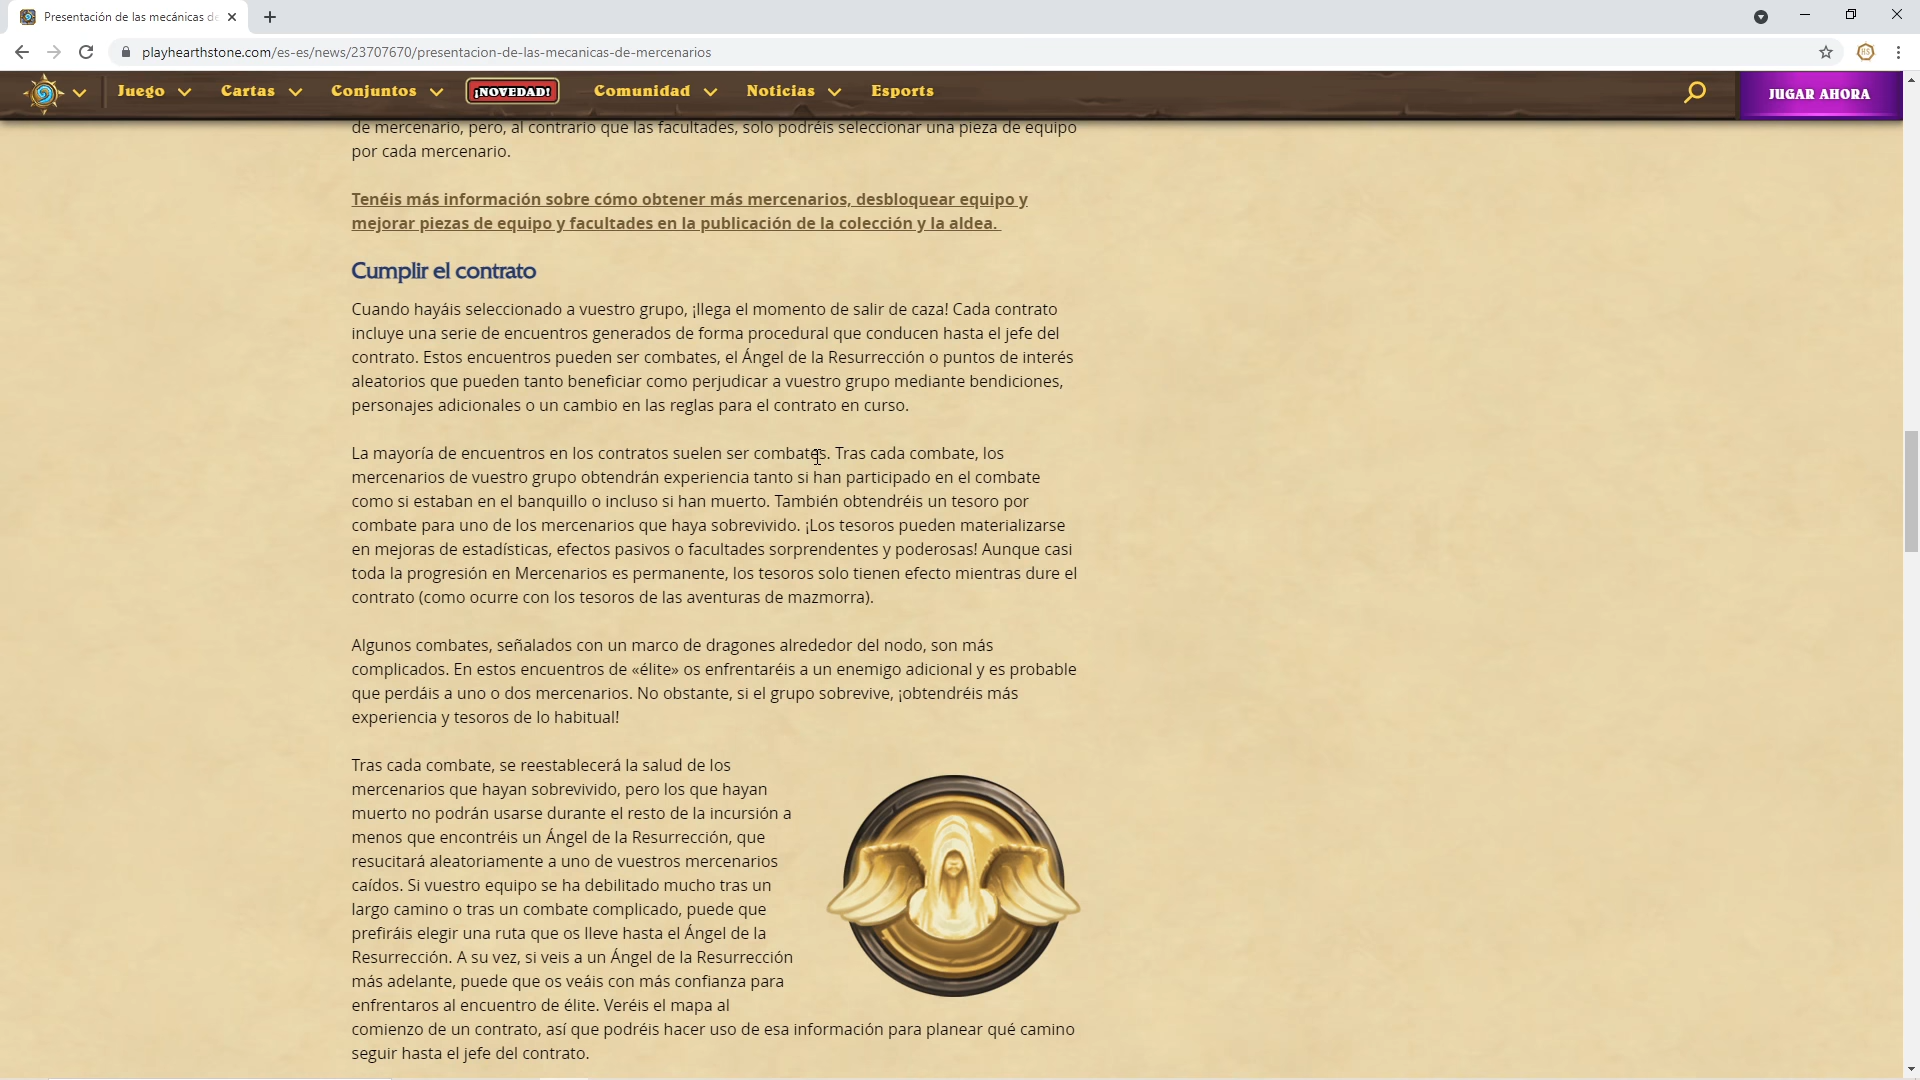 Presentación de las mecánicas de
playhearthstone.com/es-es/news/23707670/presentacion-de-las-mecanicas-de-mercenarios
Juego
Cartas
Conjuntos
¡NOVEDAD!
Comunidad
Noticias
Esports
JUGAR AHORA
de mercenario, pero, al contrario que las facultades, solo podréis seleccionar una pieza de equipo
por cada mercenario.
Tenéis más información sobre cómo obtener más mercenarios, desbloquear equipo y
mejorar piezas de equipo y facultades en la publicación de la colección y la aldea.
Cumplir el contrato
Cuando hayáis seleccionado a vuestro grupo, ¡llega el momento de salir de caza! Cada contrato
incluye una serie de encuentros generados de forma procedural que conducen hasta el jefe del
contrato. Estos encuentros pueden ser combates, el Ángel de la Resurrección o puntos de interés
aleatorios que pueden tanto beneficiar como perjudicar a vuestro grupo mediante bendiciones,
personajes adicionales o un cambio en las reglas para el contrato en curso.
La mayoría de encuentros en los contratos suelen ser combates. Tras cada combate, los
mercenarios de vuestro grupo obtendrán experiencia tanto si han participado en el combate
como si estaban en el banquillo o incluso si han muerto. También obtendréis un tesoro por
combate para uno de los mercenarios que haya sobrevivido. ¡Los tesoros pueden materializarse
en mejoras de estadísticas, efectos pasivos o facultades sorprendentes y poderosas! Aunque casi
toda la progresión en Mercenarios es permanente, los tesoros solo tienen efecto mientras dure el
contrato (como ocurre con los tesoros de las aventuras de mazmorra).
Algunos combates, señalados con un marco de dragones alrededor del nodo, son más
complicados. En estos encuentros de «élite» os enfrentaréis a un enemigo adicional y es probable
que perdáis a uno o dos mercenarios. No obstante, si el grupo sobrevive, ¡obtendréis más
experiencia y tesoros de lo habitual!
Tras cada combate, se reestablecerá la salud de los
mercenarios que hayan sobrevivido, pero los que hayan
muerto no podrán usarse durante el resto de la incursión a
menos que encontréis un Ángel de la Resurrección, que
resucitará aleatoriamente a uno de vuestros mercenarios
caídos. Si vuestro equipo se ha debilitado mucho tras un
largo camino o tras un combate complicado, puede que
prefiráis elegir una ruta que os lleve hasta el Ángel de la
Resurrección. A su vez, si veis a un Ángel de la Resurrección
más adelante, puede que os veáis con más confianza para
enfrentaros al encuentro de élite. Veréis el mapa al
comienzo de un contrato, así que podréis hacer uso de esa información para planear qué camino
seguir hasta el jefe del contrato.